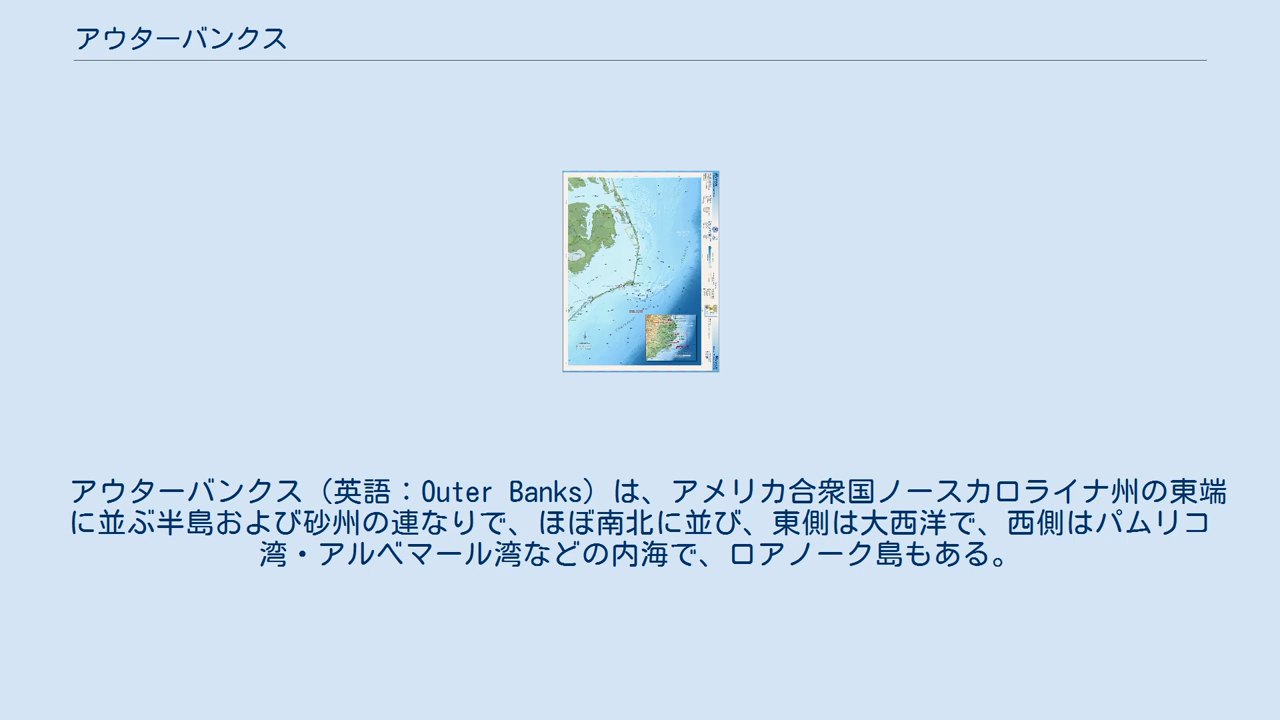 アウターバンクス
アウターバンクス（英語：Outer Banks）は、アメリカ合衆国ノースカロライナ州の東端
に並ぶ半島および砂州の連なりで、ほぼ南北に並び、東側は大西洋で、西側はパムリコ
湾・アルベマール湾などの内海で、ロアノーク島もある。